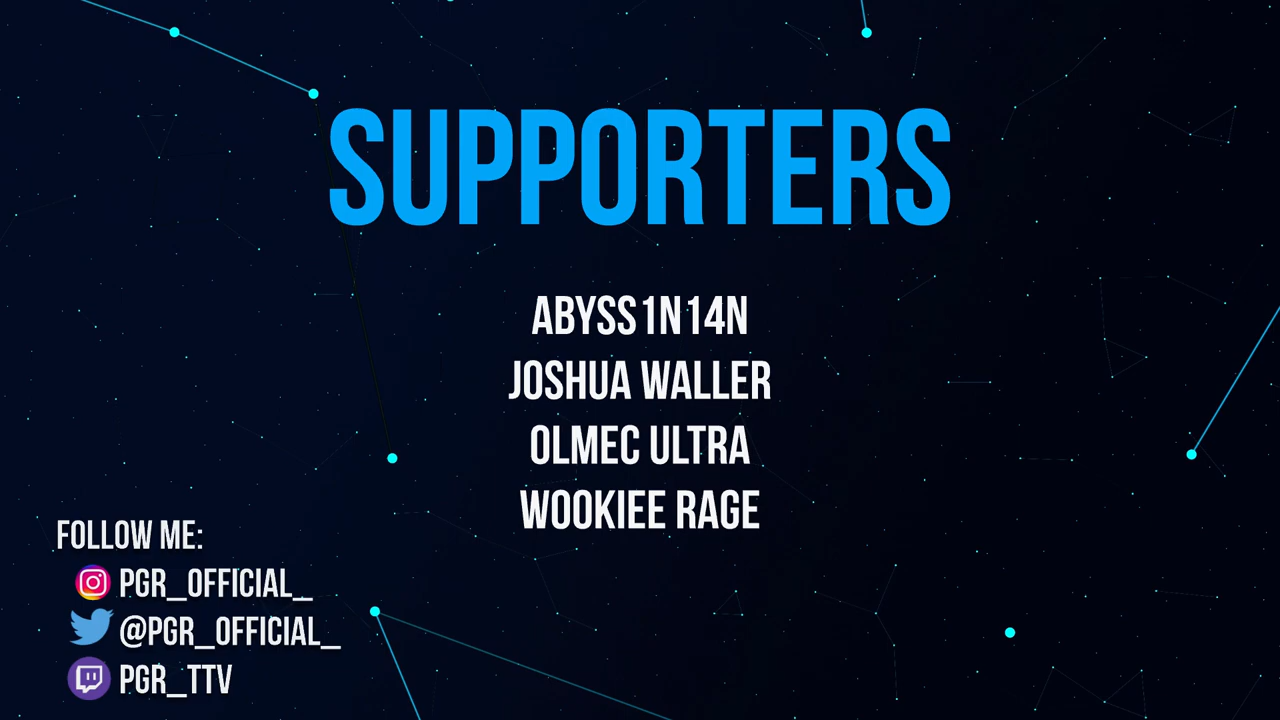 SUPPORTERS
ABYSS1N14N
JOSHUA WALLER
OLMEC ULTRA
WOOKIEE RAGE
FOLLOW ME:
PGR_OFFICIAL_
@PGR_OFFICIAL_
PGR_TTV